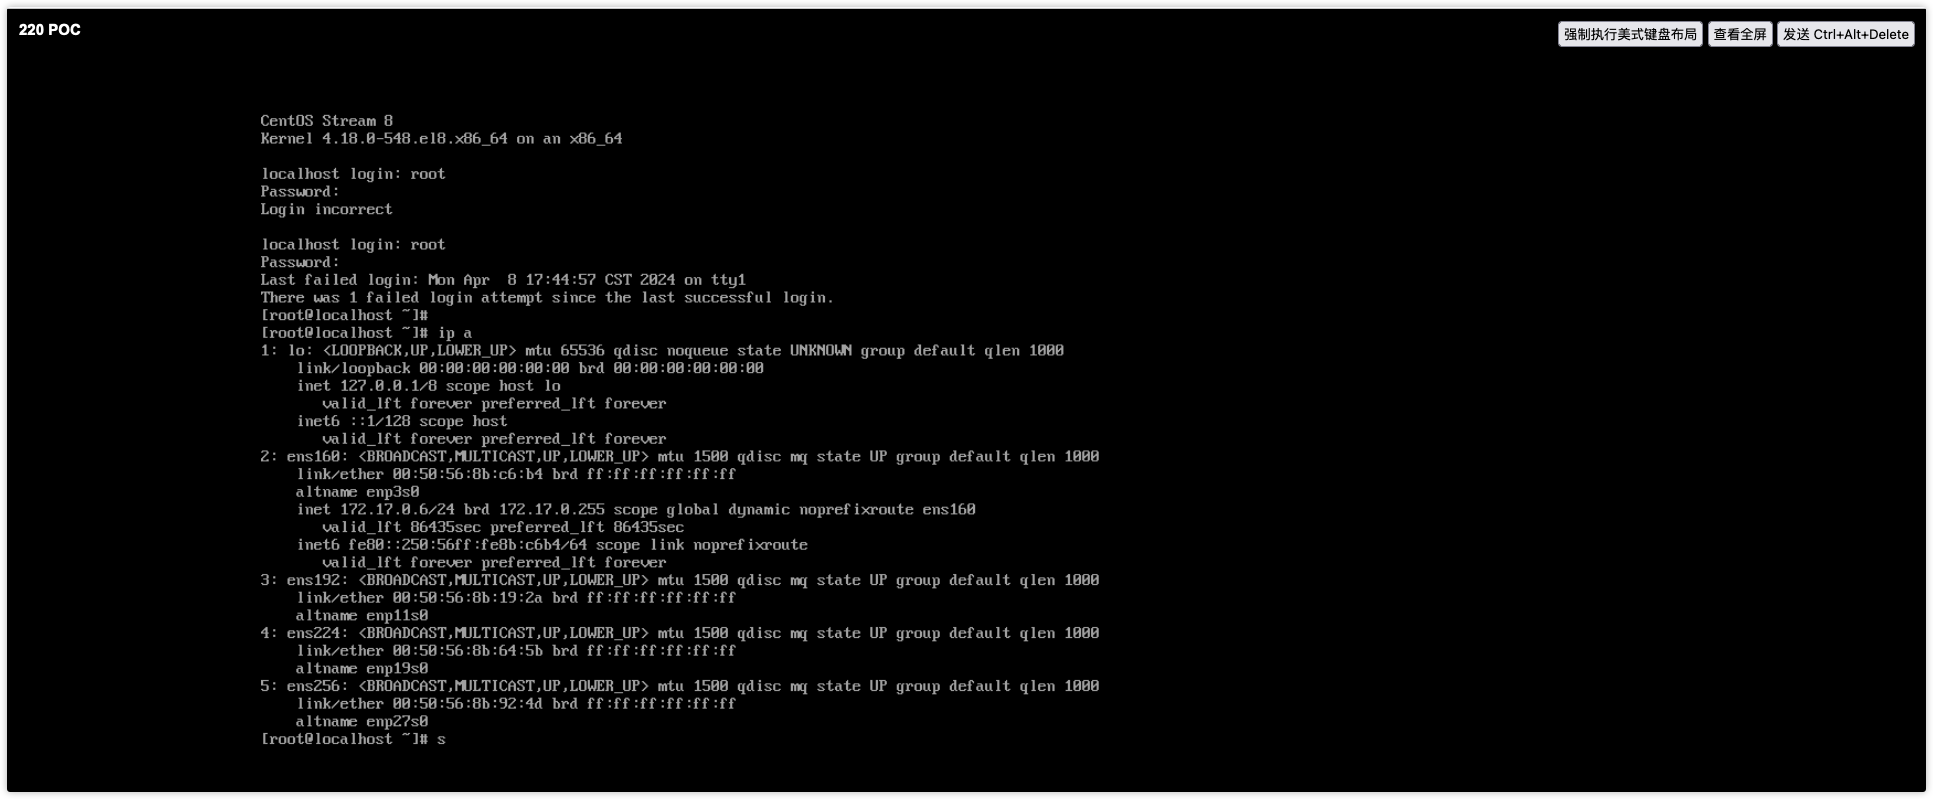 220 POC
强制执行美式键盘布局 查看全屏 发送 Ctrl+Alt+Delete
CentOS Stream 8
Kernel 4.18.0-548.el8.x86_64 on an x86_64
localhost login: root
Password:
Login incorrect
localhost login: root
Password:
Last failed login: Mon Apr  8 17:44:57 CST 2024 on tty1
There was 1 failed login attempt since the last successful login.
[root@localhost ~]#
[root@localhost ~]# ip a
1: lo: <LOOPBACK,UP,LOWER_UP> mtu 65536 qdisc noqueue state UNKNOWN group default qlen 1000
    link/loopback 00:00:00:00:00:00 brd 00:00:00:00:00:00
    inet 127.0.0.1/8 scope host lo
       valid_lft forever preferred_lft forever
    inet6 ::1/128 scope host
       valid_lft forever preferred_lft forever
2: ens160: <BROADCAST,MULTICAST,UP,LOWER_UP> mtu 1500 qdisc mq state UP group default qlen 1000
    link/ether 00:50:56:8b:c6:b4 brd ff:ff:ff:ff:ff:ff
    altname enp3s0
    inet 172.17.0.6/24 brd 172.17.0.255 scope global dynamic noprefixroute ens160
       valid_lft 86435sec preferred_lft 86435sec
    inet6 fe80::250:56ff:fe8b:c6b4/64 scope link noprefixroute
       valid_lft forever preferred_lft forever
3: ens192: <BROADCAST,MULTICAST,UP,LOWER_UP> mtu 1500 qdisc mq state UP group default qlen 1000
    link/ether 00:50:56:8b:19:2a brd ff:ff:ff:ff:ff:ff
    altname enp11s0
4: ens224: <BROADCAST,MULTICAST,UP,LOWER_UP> mtu 1500 qdisc mq state UP group default qlen 1000
    link/ether 00:50:56:8b:64:5b brd ff:ff:ff:ff:ff:ff
    altname enp19s0
5: ens256: <BROADCAST,MULTICAST,UP,LOWER_UP> mtu 1500 qdisc mq state UP group default qlen 1000
    link/ether 00:50:56:8b:92:4d brd ff:ff:ff:ff:ff:ff
    altname enp27s0
[root@localhost ~]# s